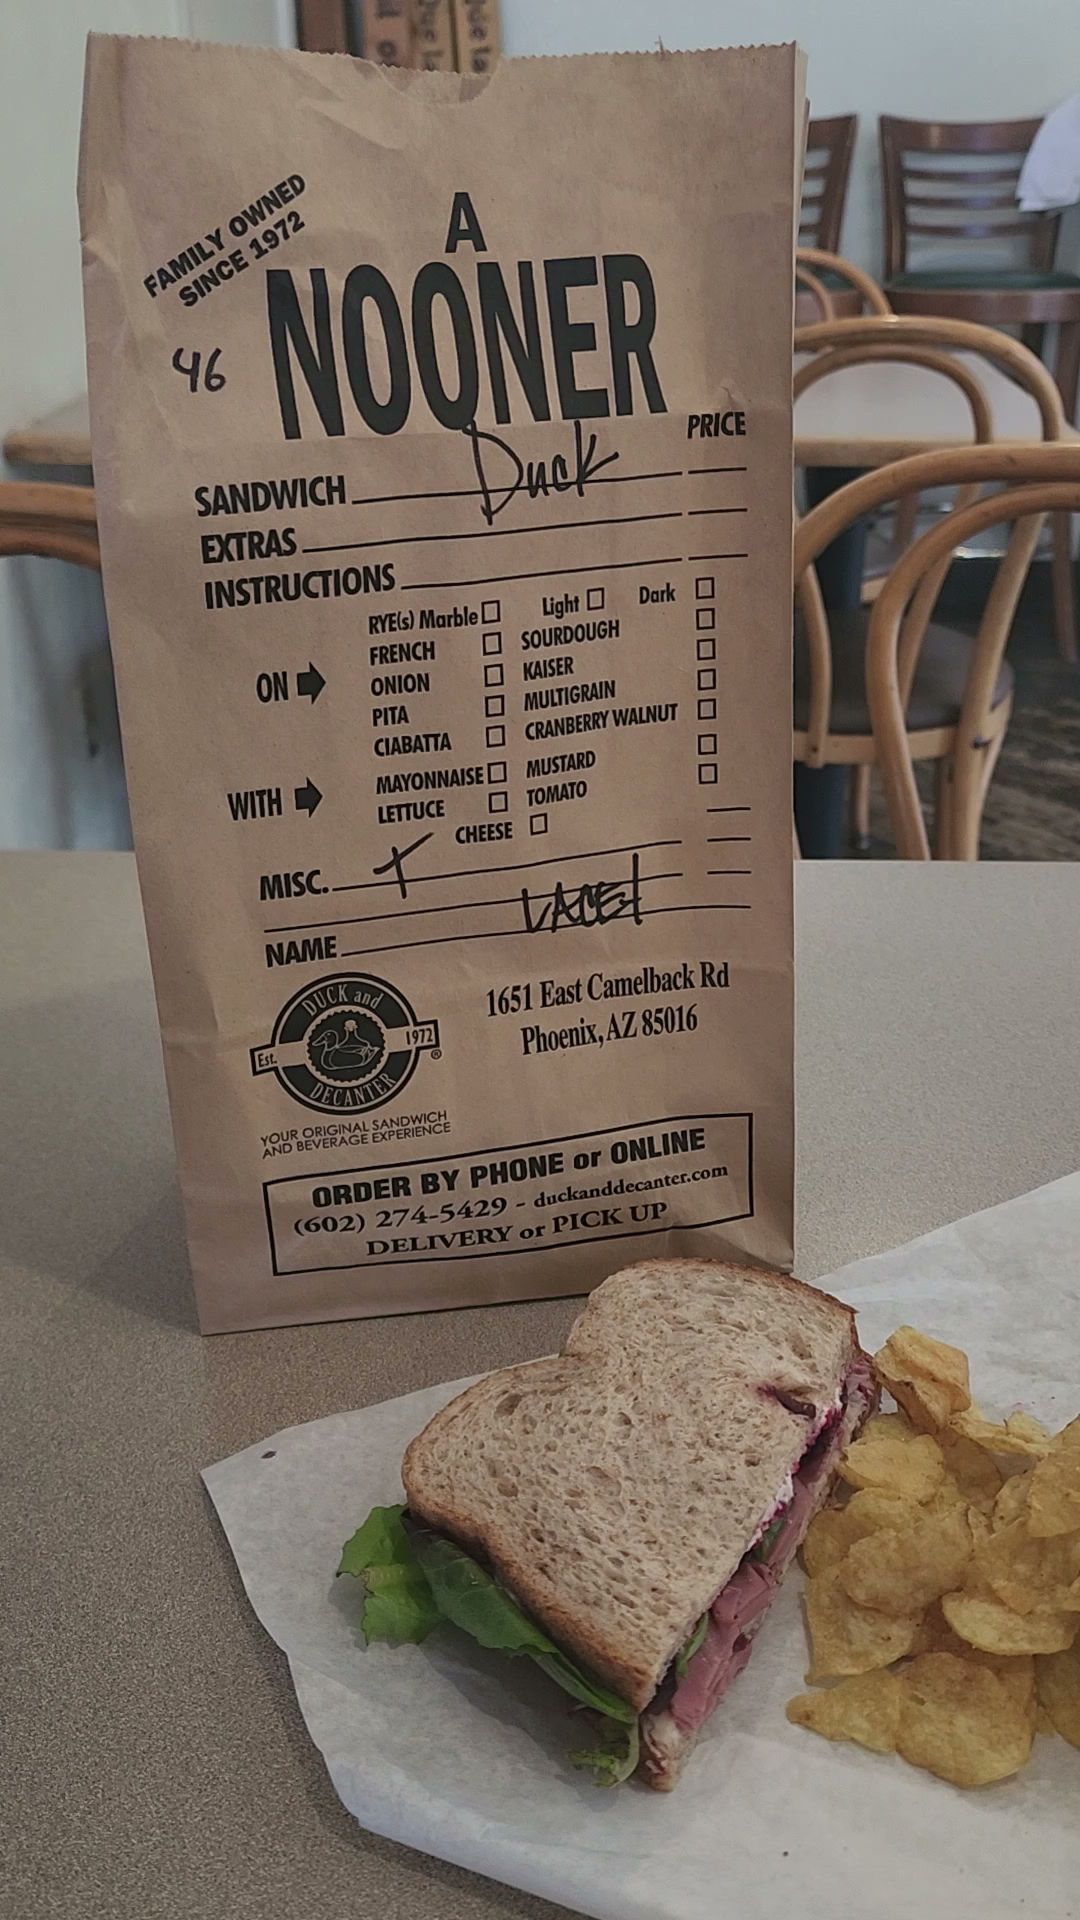 FAMILY OWNED
SINCE 1972
A
NOONER
46
PRICE
SANDWICH Duck
EXTRAS
INSTRUCTIONS
ON
RYE(s) Marble Light Dark
FRENCH SOURDOUGH
ONION KAISER
PITA MULTIGRAIN
CIABATTA CRANBERRY WALNUT
WITH
MAYONNAISE MUSTARD
LETTUCE TOMATO
CHEESE
MISC.
NAME
DUCK and
Est. 1972 ®
DECANTER
YOUR ORIGINAL SANDWICH
AND BEVERAGE EXPERIENCE
1651 East Camelback Rd
Phoenix, AZ 85016
ORDER BY PHONE or ONLINE
(602) 274-5429 - duckanddecanter.com
DELIVERY or PICK UP